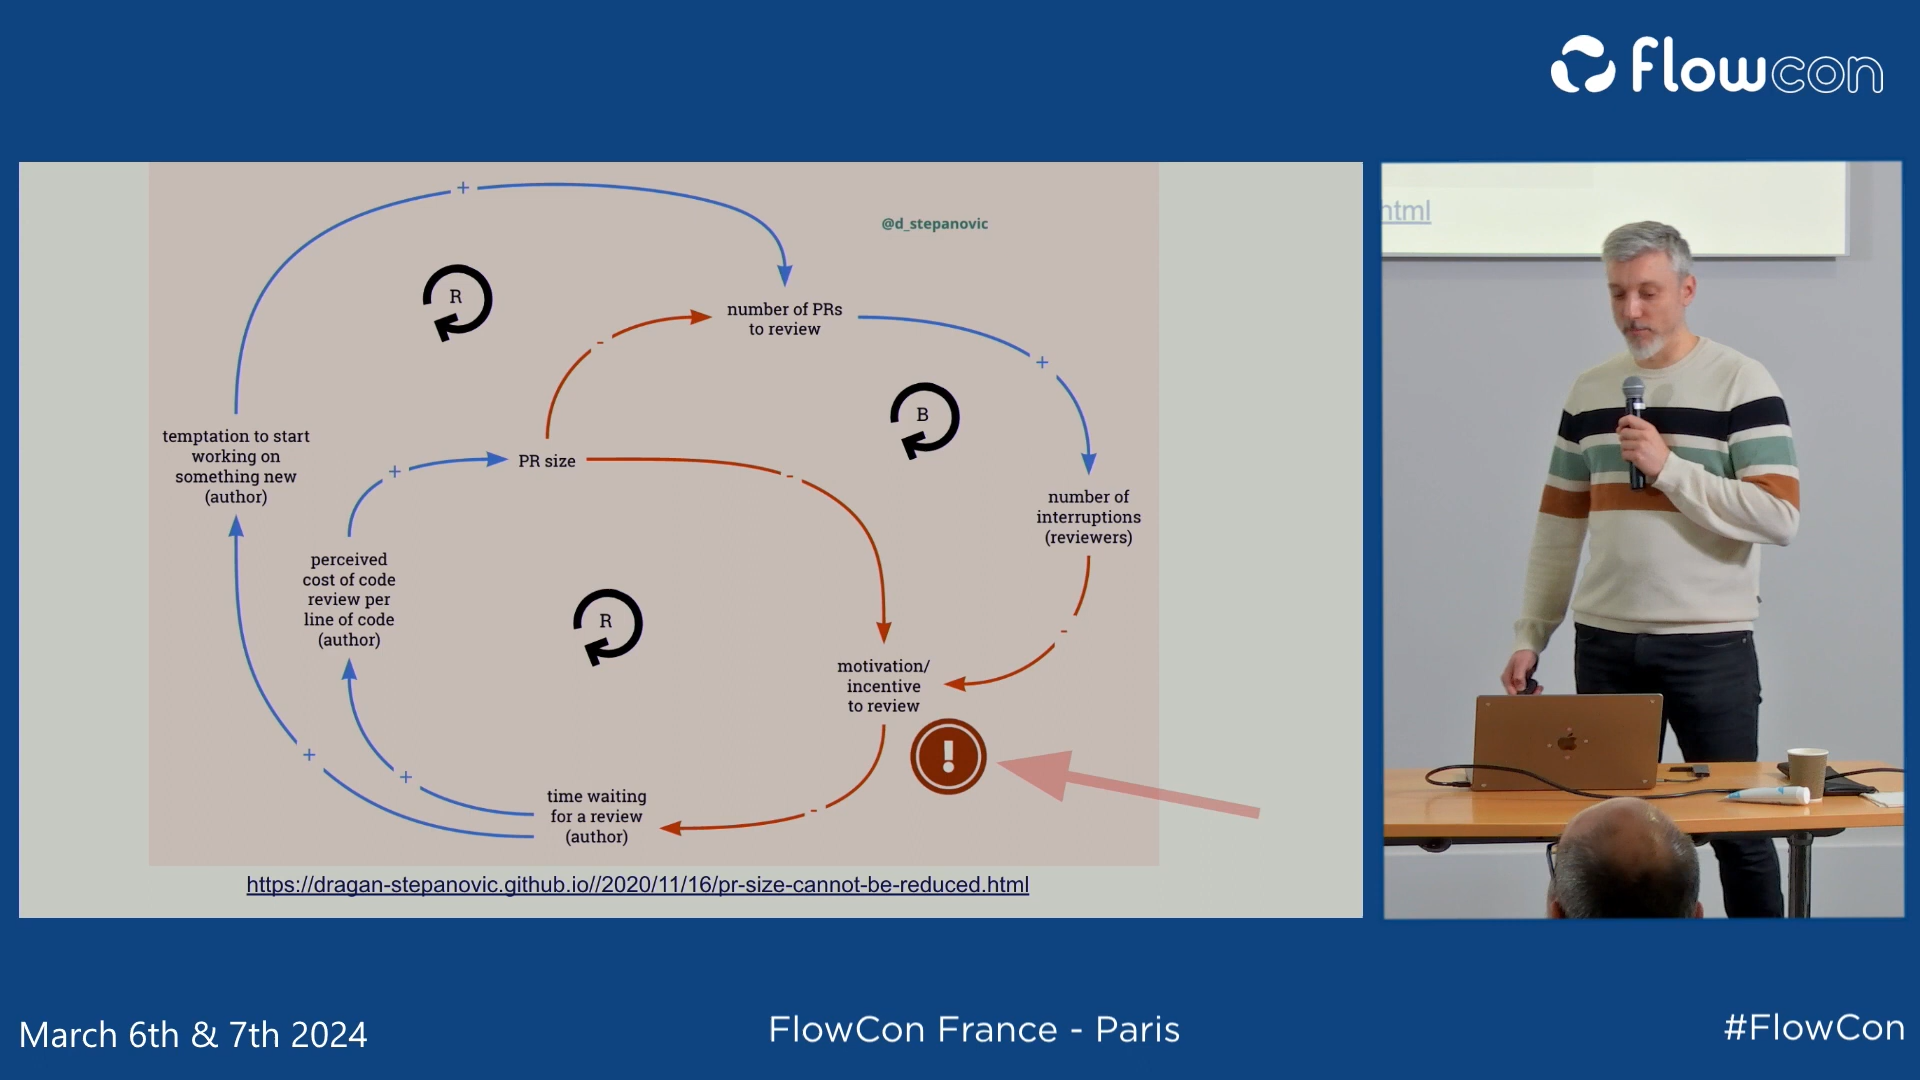 flowcon
html
+
@d_stepanovic
R
number of PRs
to review
-
+
B
temptation to start
working on
something new
(author)
+
PR size
-
number of
interruptions
(reviewers)
perceived
cost of code
review per
line of code
(author)
R
-
motivation/
incentive
to review
!
+
+
time waiting
for a review
(author)
-
https://dragan-stepanovic.github.io//2020/11/16/pr-size-cannot-be-reduced.html
March 6th & 7th 2024
FlowCon France - Paris
#FlowCon